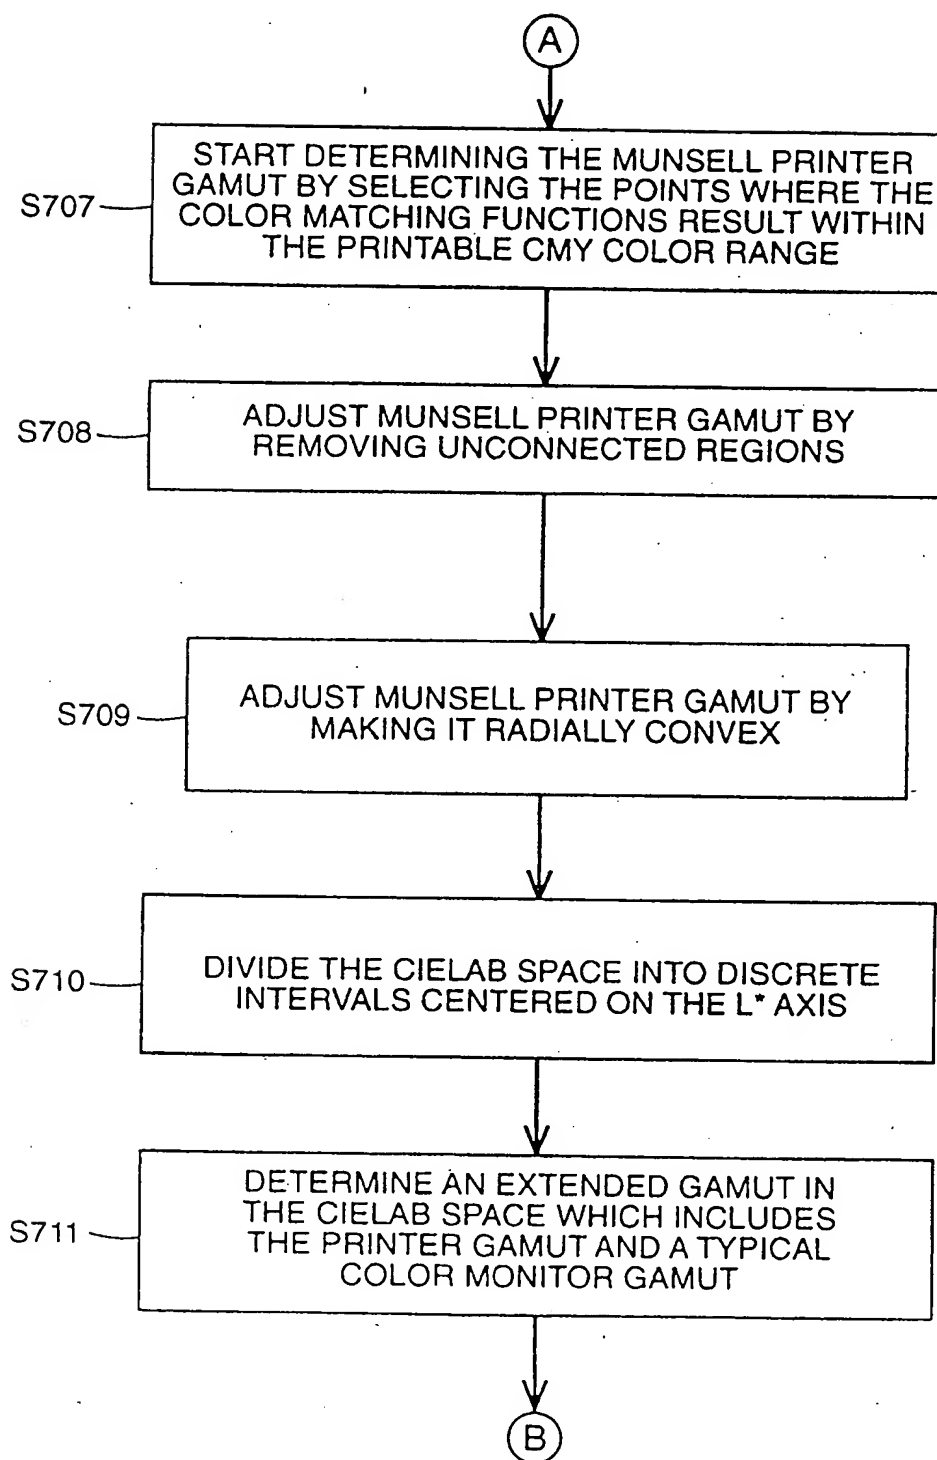 A
S707
START DETERMINING THE MUNSELL PRINTER
GAMUT BY SELECTING THE POINTS WHERE THE
COLOR MATCHING FUNCTIONS RESULT WITHIN
THE PRINTABLE CMY COLOR RANGE
S708
ADJUST MUNSELL PRINTER GAMUT BY
REMOVING UNCONNECTED REGIONS
S709
ADJUST MUNSELL PRINTER GAMUT BY
MAKING IT RADIALLY CONVEX
S710
DIVIDE THE CIELAB SPACE INTO DISCRETE
INTERVALS CENTERED ON THE L* AXIS
S711
DETERMINE AN EXTENDED GAMUT IN
THE CIELAB SPACE WHICH INCLUDES
THE PRINTER GAMUT AND A TYPICAL
COLOR MONITOR GAMUT
B